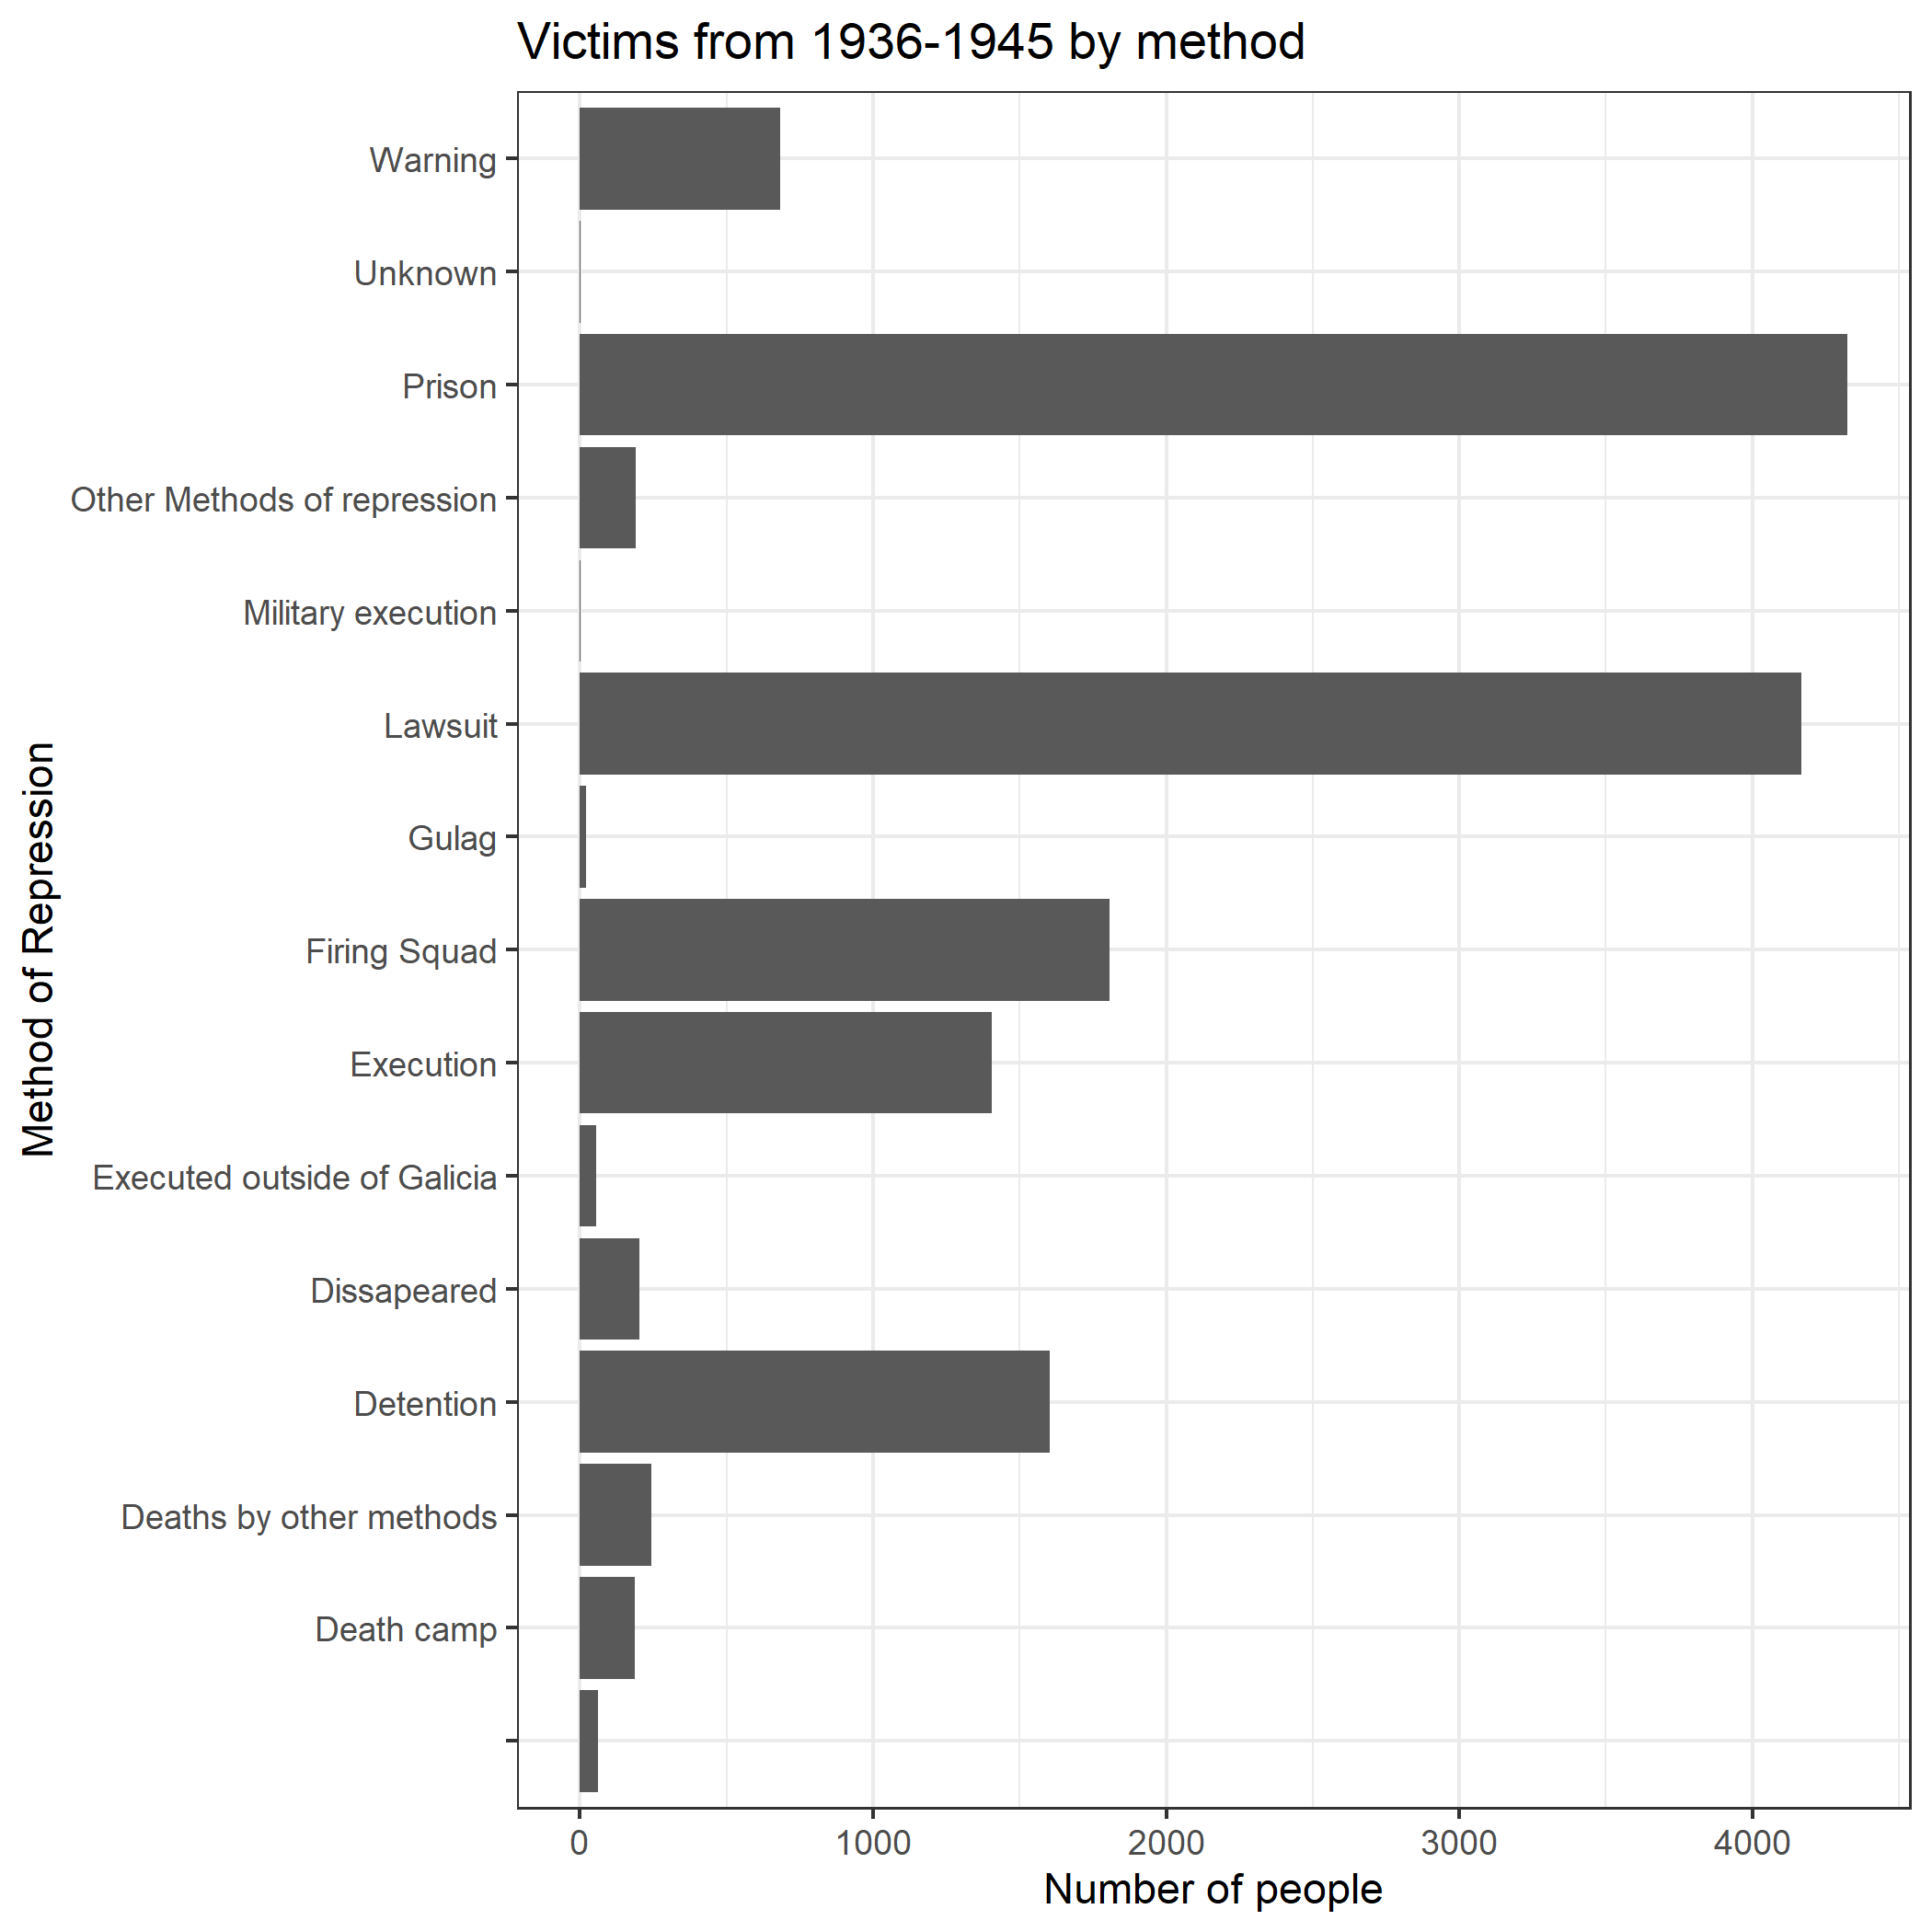 Victims from 1936-1945 by method
Warning
Unknown
Prison
Other Methods of repression
Military execution
Lawsuit
Gulag
Firing Squad
Execution
Executed outside of Galicia
Dissapeared
Detention
Deaths by other methods
Death camp
Method of Repression
0 1000 2000 3000 4000
Number of people